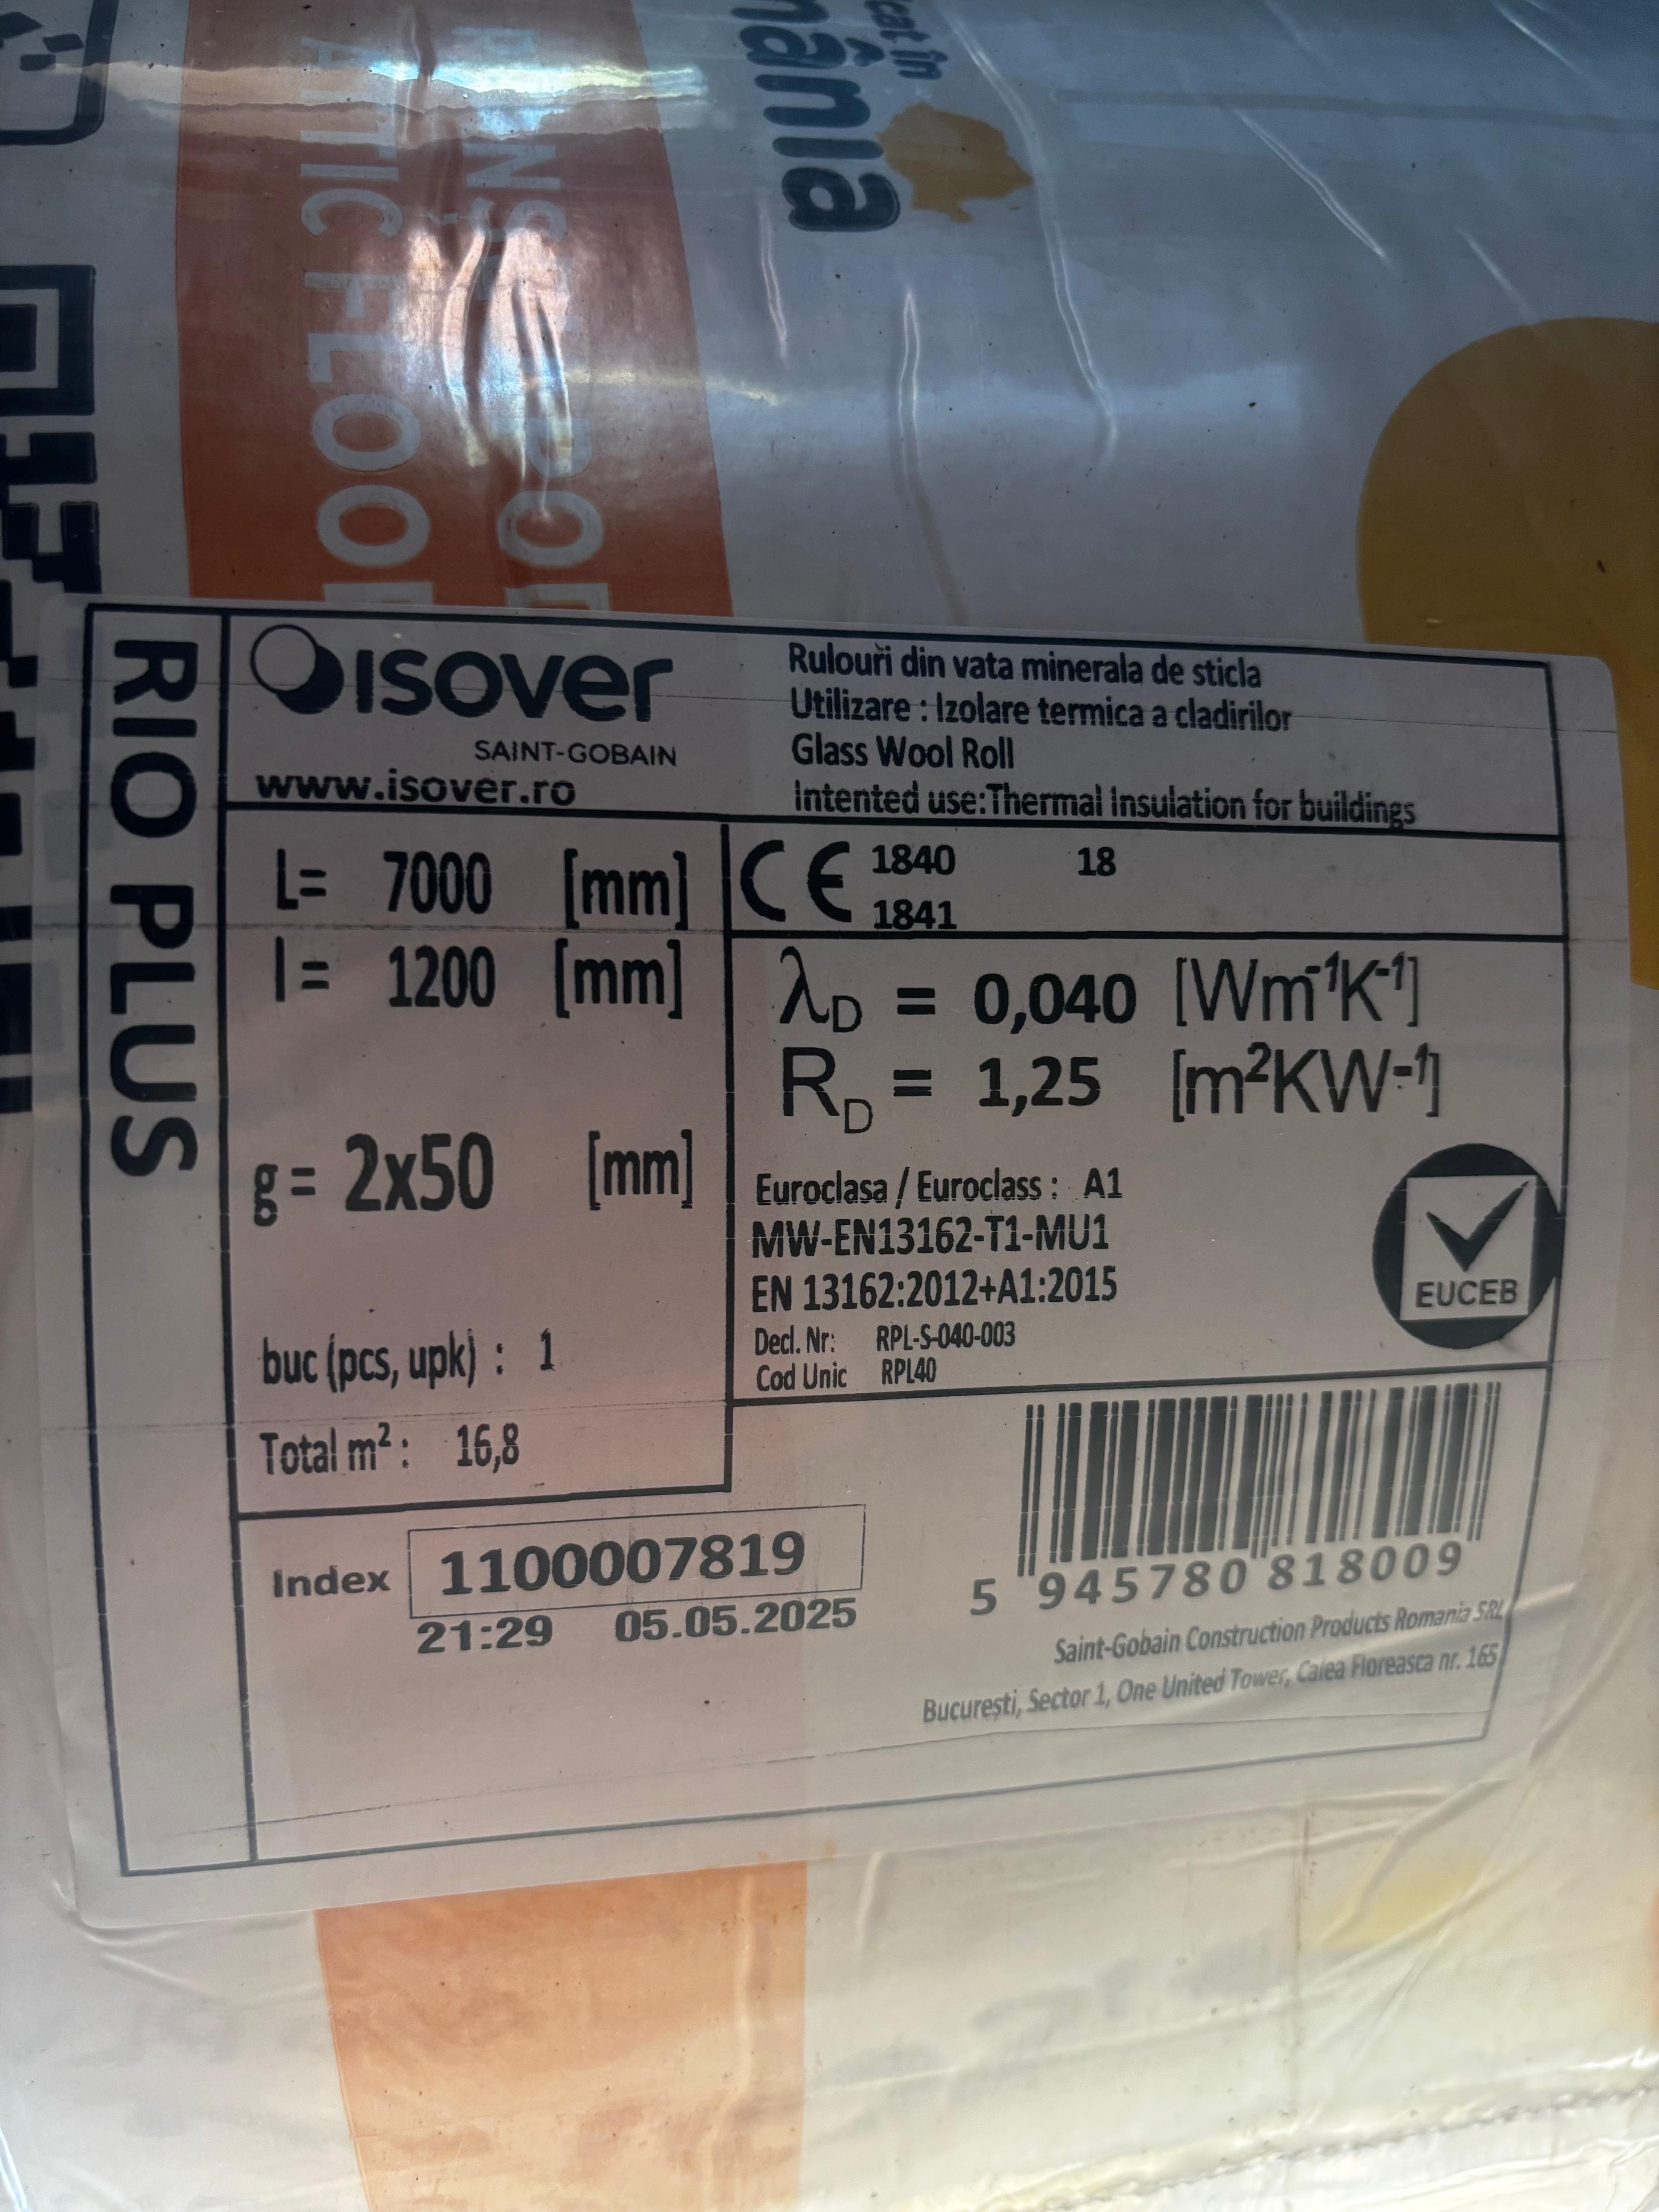 ATTIC FLOOR
RIO PLUS
isover
SAINT-GOBAIN
www.isover.ro
Rulouri din vata minerala de sticla
Utilizare : Izolare termica a cladirilor
Glass Wool Roll
Intented use:Thermal Insulation for buildings
L= 7000 [mm]
l = 1200 [mm]
g = 2x50 [mm]
buc (pcs, upk) : 1
Total m² : 16,8
CE 1840 18
1841
λD = 0,040 [Wm⁻¹K⁻¹]
RD = 1,25 [m²KW⁻¹]
Euroclasa / Euroclass : A1
MW-EN13162-T1-MU1
EN 13162:2012+A1:2015
Decl. Nr: RPL-S-040-003
Cod Unic RPL40
EUCEB
Index 1100007819
21:29 05.05.2025
5 945780 818009
Saint-Gobain Construction Products Romania SRL
București, Sector 1, One United Tower, Calea Floreasca nr. 165